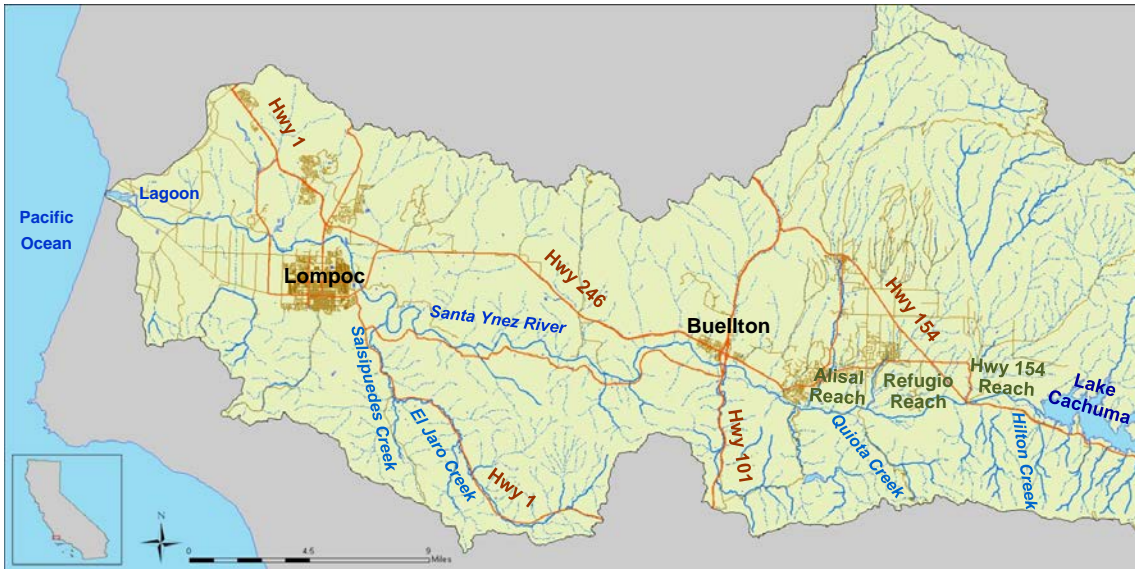 Hwy 1
Lagoon
Pacific
Ocean
Lompoc
Hwy 246
Santa Ynez River
Buellton
Hwy 154
Salsipuedes Creek
El Jaro Creek
Hwy 1
Hwy 101
Alisal
Reach
Refugio
Reach
Hwy 154
Reach
Lake
Cachuma
Quiota Creek
Hilton Creek
N
0 4.5 9
Miles